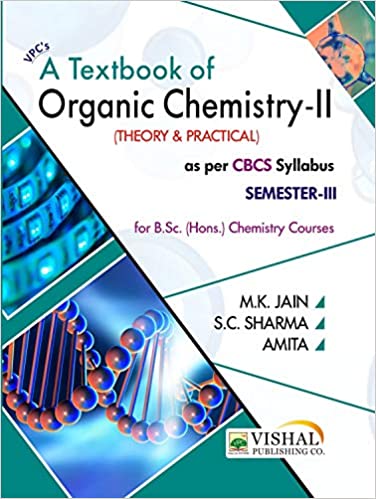 VPC's
A Textbook of
Organic Chemistry-II
(THEORY & PRACTICAL)
as per CBCS Syllabus
SEMESTER-III
for B.Sc. (Hons.) Chemistry Courses
M.K. JAIN
S.C. SHARMA
AMITA
VISHAL
PUBLISHING CO.